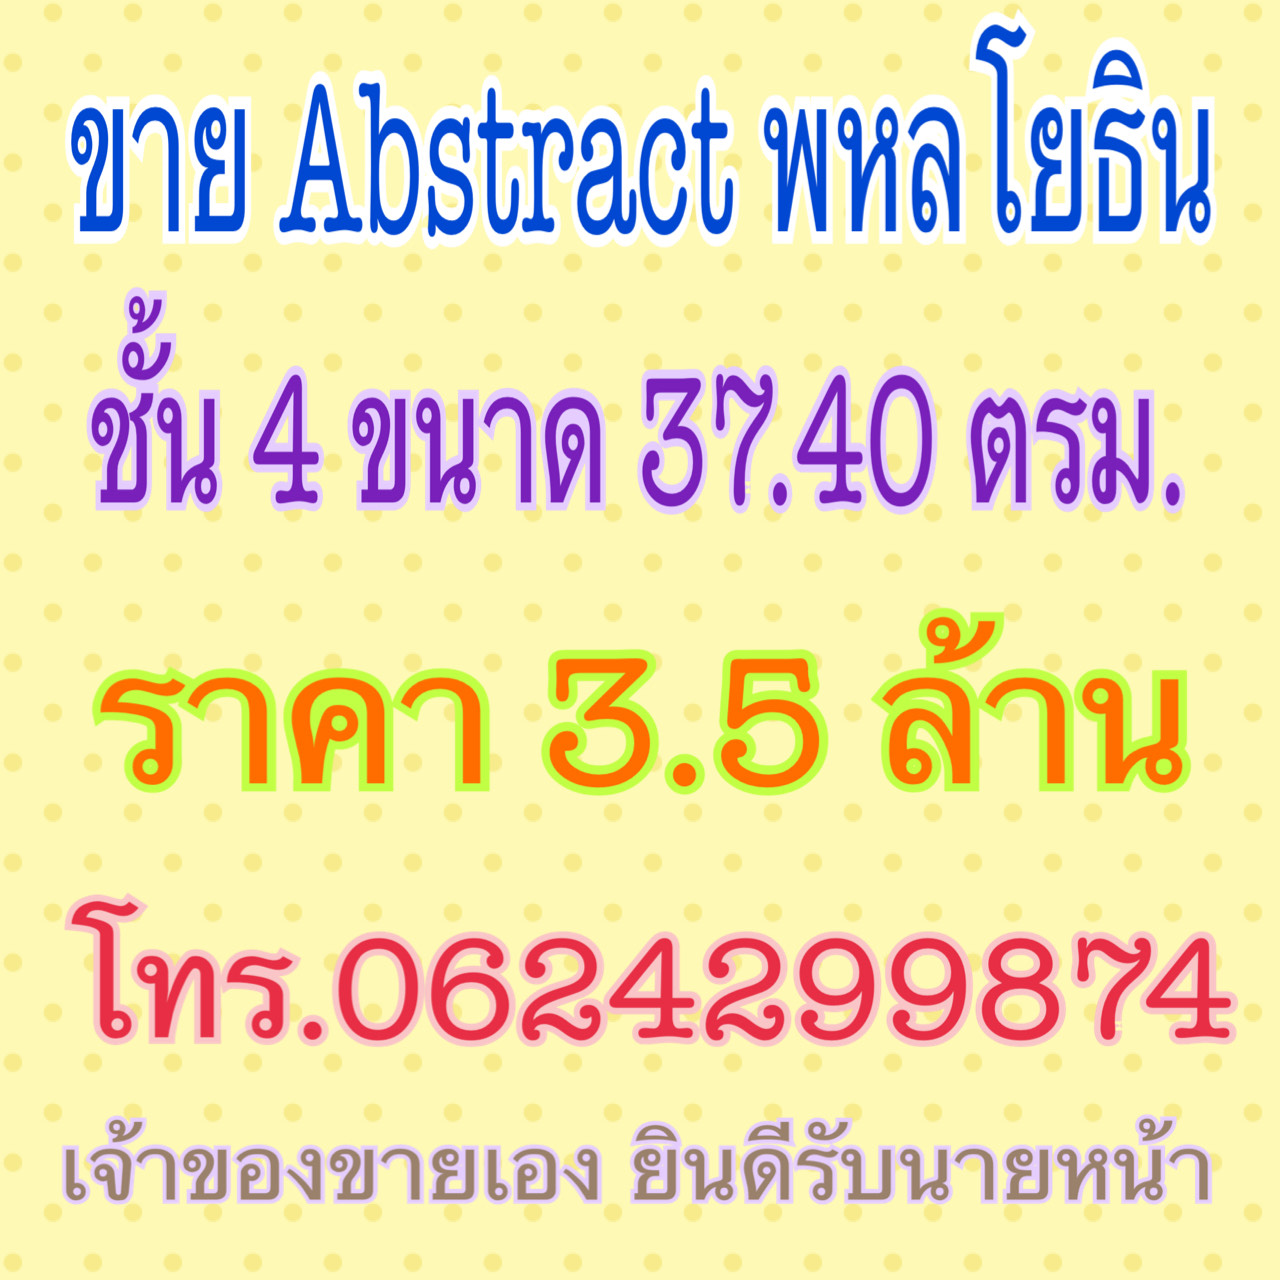 ขาย Abstract พหลโยธิน
ชั้น 4 ขนาด 37.40 ตรม.
ราคา 3.5 ล้าน
โทร.0624299874
เจ้าของขายเอง ยินดีรับนายหน้า